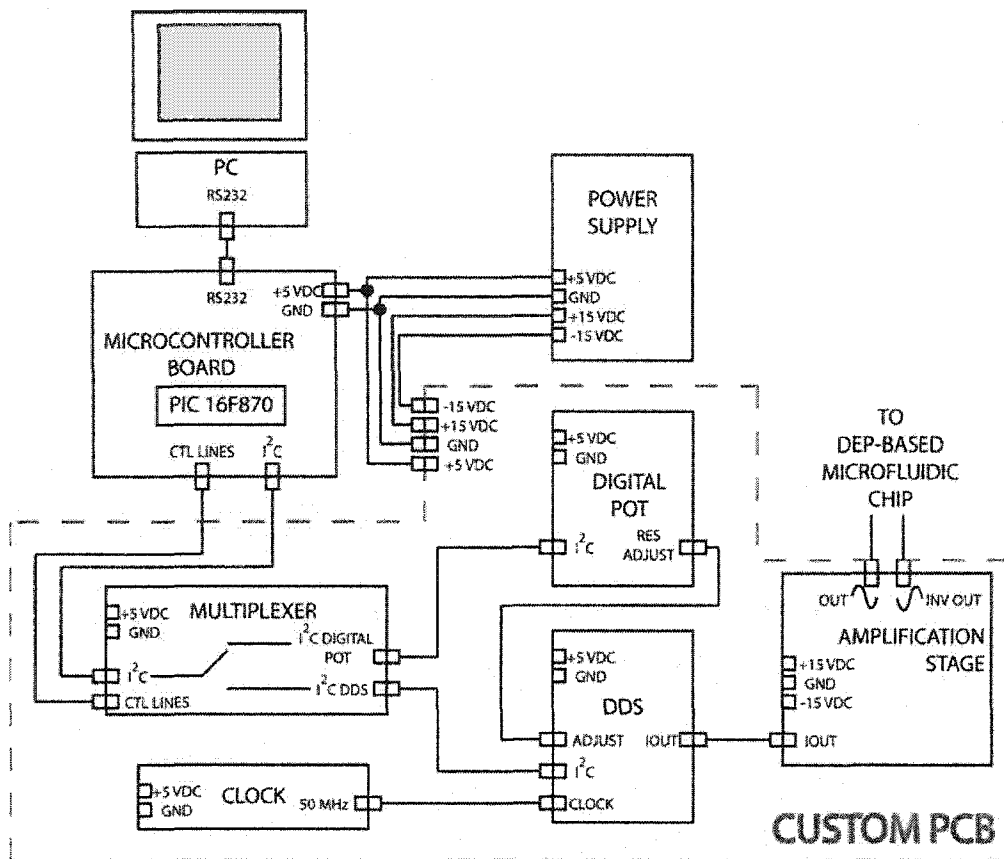 PC
RS232
RS232
+5 VDC
GND
MICROCONTROLLER
BOARD
PIC 16F870
CTL LINES
I²C
POWER
SUPPLY
+5 VDC
GND
+15 VDC
-15 VDC
-15 VDC
+15 VDC
GND
+5 VDC
+5 VDC
GND
DIGITAL
POT
I²C
RES
ADJUST
TO
DEP-BASED
MICROFLUIDIC
CHIP
MULTIPLEXER
+5 VDC
GND
I²C DIGITAL
POT
I²C
I²C DDS
CTL LINES
+5 VDC
GND
DDS
ADJUST
IOUT
I²C
CLOCK
OUT
INV OUT
AMPLIFICATION
STAGE
+15 VDC
GND
-15 VDC
IOUT
+5 VDC
GND
CLOCK
50 MHz
CUSTOM PCB